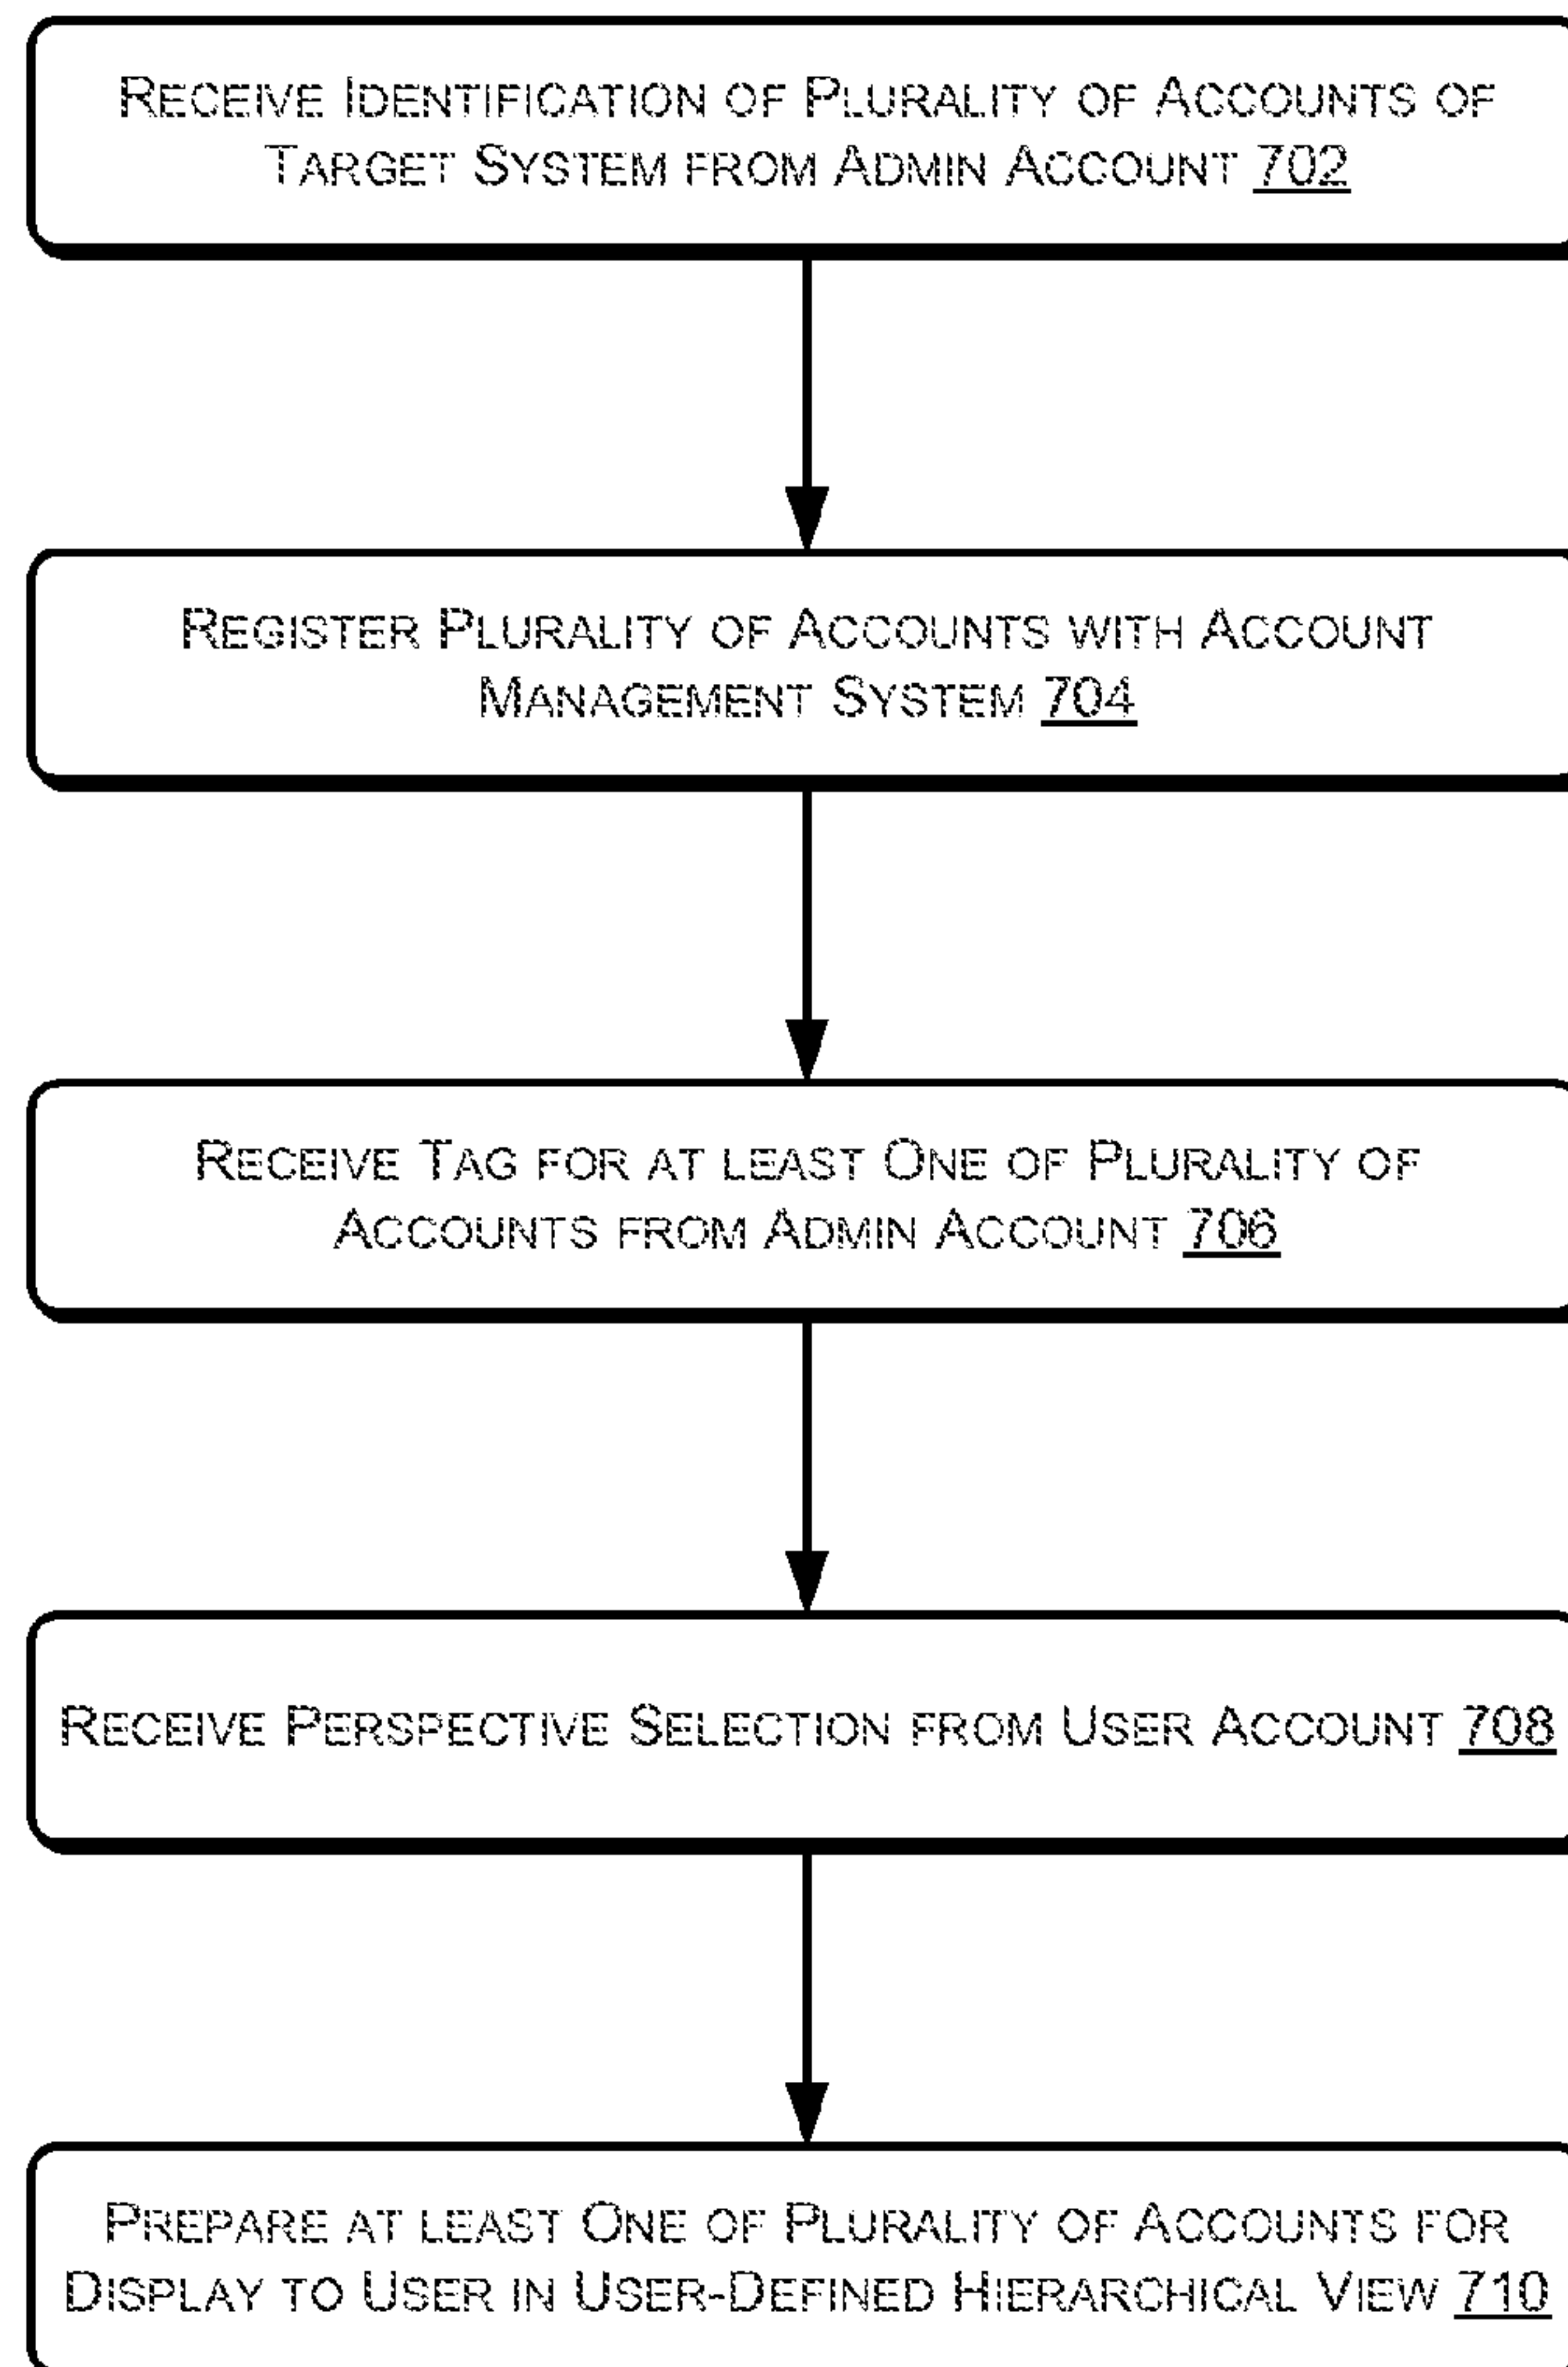 RECEIVE IDENTIFICATION OF PLURALITY OF ACCOUNTS OF
TARGET SYSTEM FROM ADMIN ACCOUNT 702
REGISTER PLURALITY OF ACCOUNTS WITH ACCOUNT
MANAGEMENT SYSTEM 704
RECEIVE TAG FOR AT LEAST ONE OF PLURALITY OF
ACCOUNTS FROM ADMIN ACCOUNT 706
RECEIVE PERSPECTIVE SELECTION FROM USER ACCOUNT 708
PREPARE AT LEAST ONE OF PLURALITY OF ACCOUNTS FOR
DISPLAY TO USER IN USER-DEFINED HIERARCHICAL VIEW 710